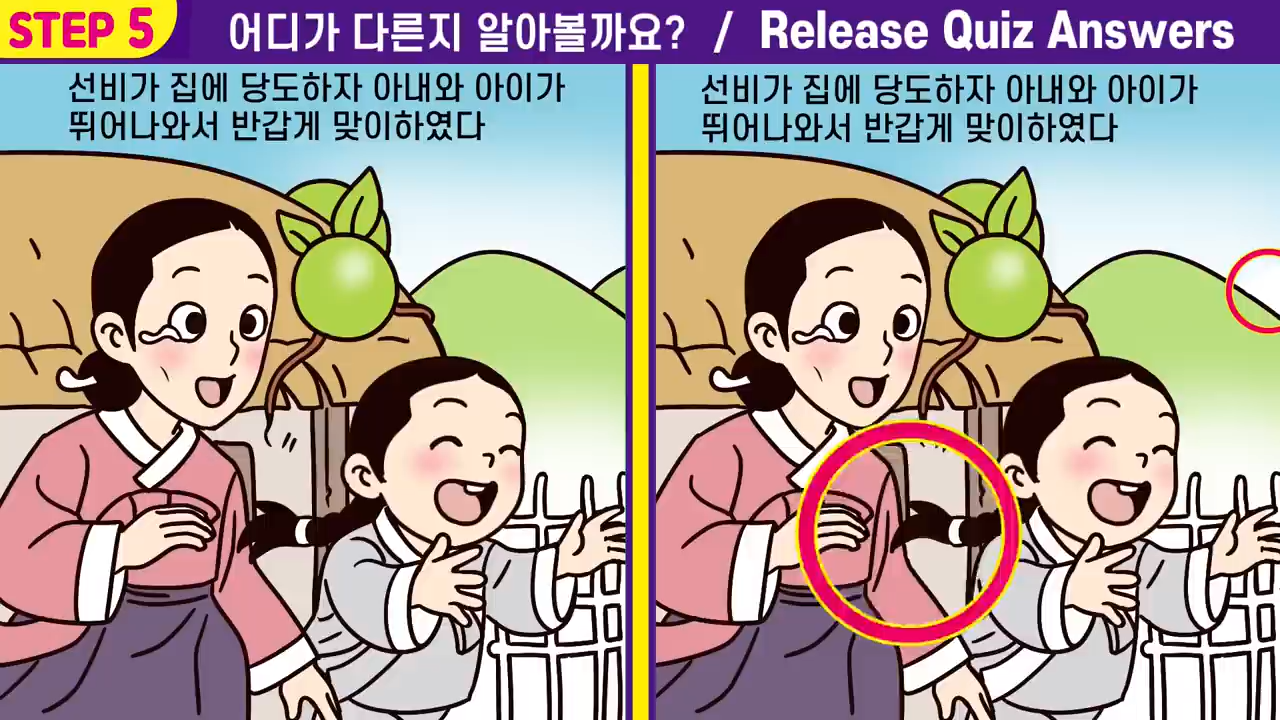 STEP 5
어디가 다른지 알아볼까요? / Release Quiz Answers
선비가 집에 당도하자 아내와 아이가
뛰어나와서 반갑게 맞이하였다
선비가 집에 당도하자 아내와 아이가
뛰어나와서 반갑게 맞이하였다